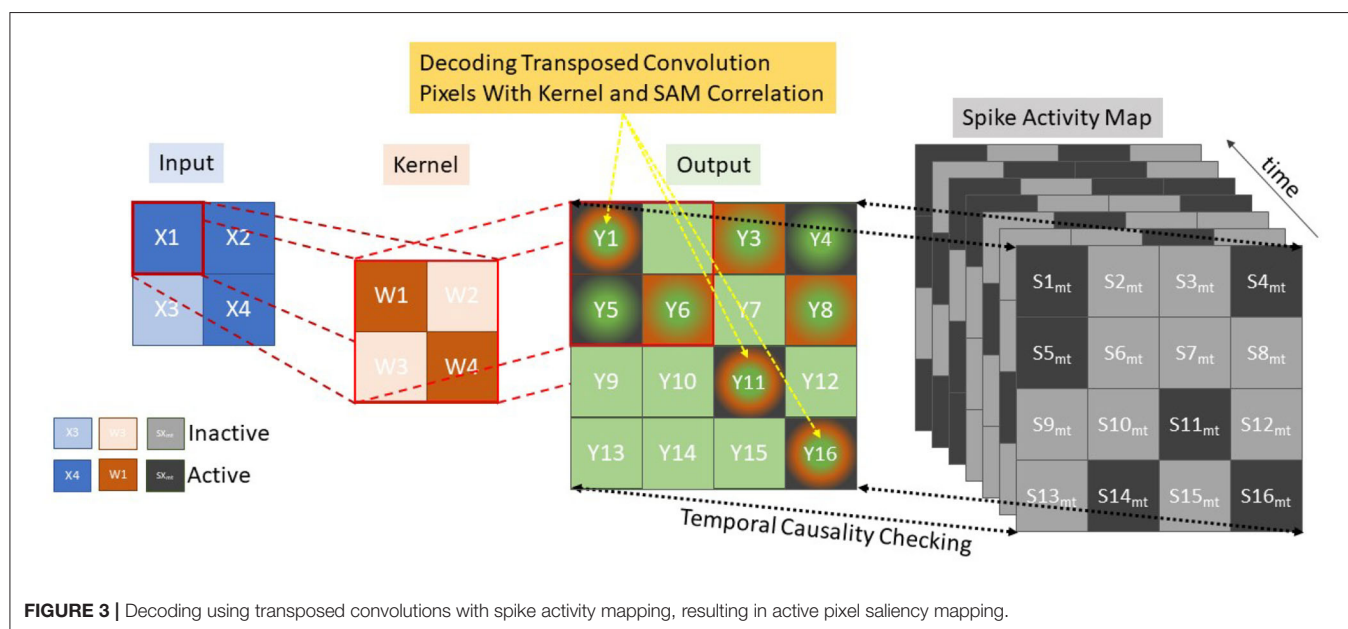 Decoding Transposed Convolution
Pixels With Kernel and SAM Correlation
Spike Activity Map
time
Input
Kernel
Output
X1 X2
X3 X4
W1 W2
W3 W4
Y1 Y3 Y4
Y5 Y6 Y7 Y8
Y9 Y10 Y11 Y12
Y13 Y14 Y15 Y16
S1mt S2mt S3mt S4mt
S5mt S6mt S7mt S8mt
S9mt S10mt S11mt S12mt
S13mt S14mt S15mt S16mt
X3 W3 SXmt Inactive
X4 W1 SXmt Active
Temporal Causality Checking
FIGURE 3 | Decoding using transposed convolutions with spike activity mapping, resulting in active pixel saliency mapping.